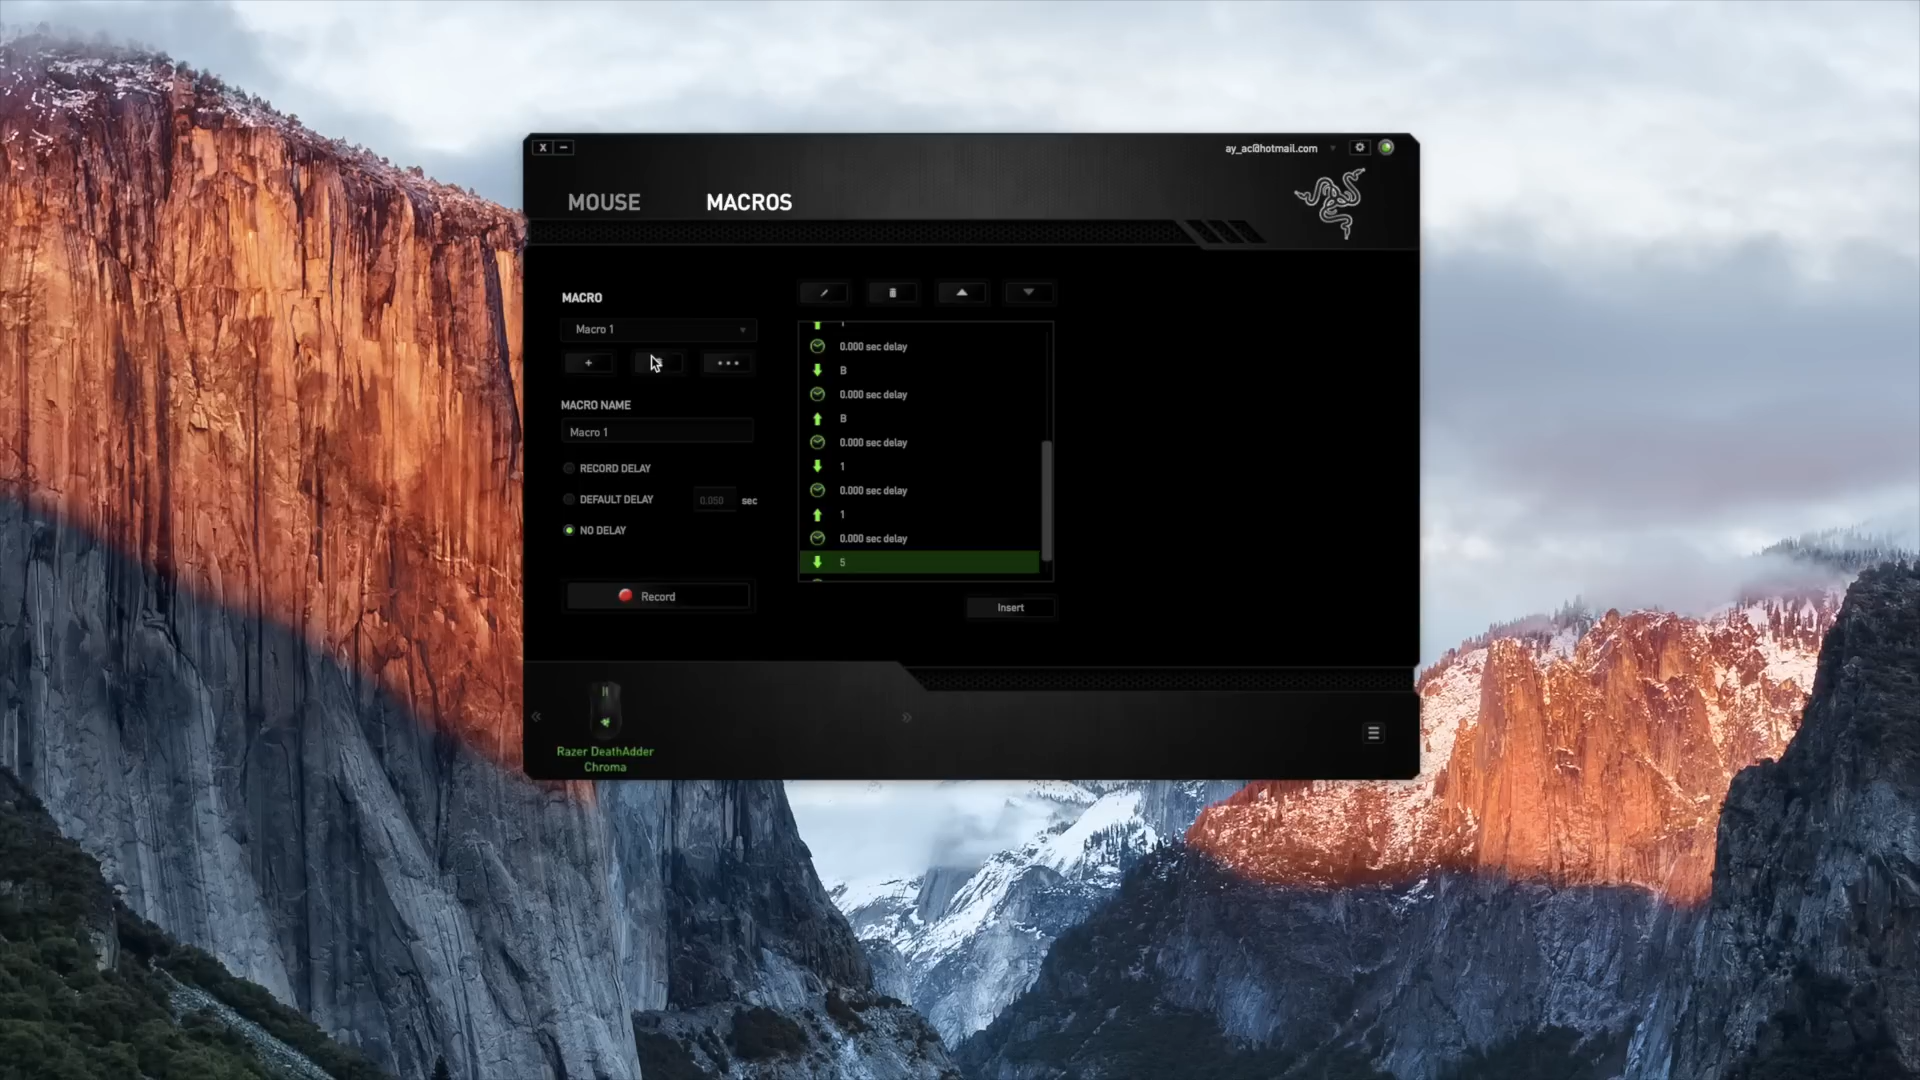 X
ay_ac@hotmail.com
MOUSE
MACROS
MACRO
Macro 1
+
MACRO NAME
Macro 1
RECORD DELAY
DEFAULT DELAY 0.050 sec
NO DELAY
Record
0.000 sec delay
B
0.000 sec delay
B
0.000 sec delay
1
0.000 sec delay
1
0.000 sec delay
5
Insert
Razer DeathAdder
Chroma